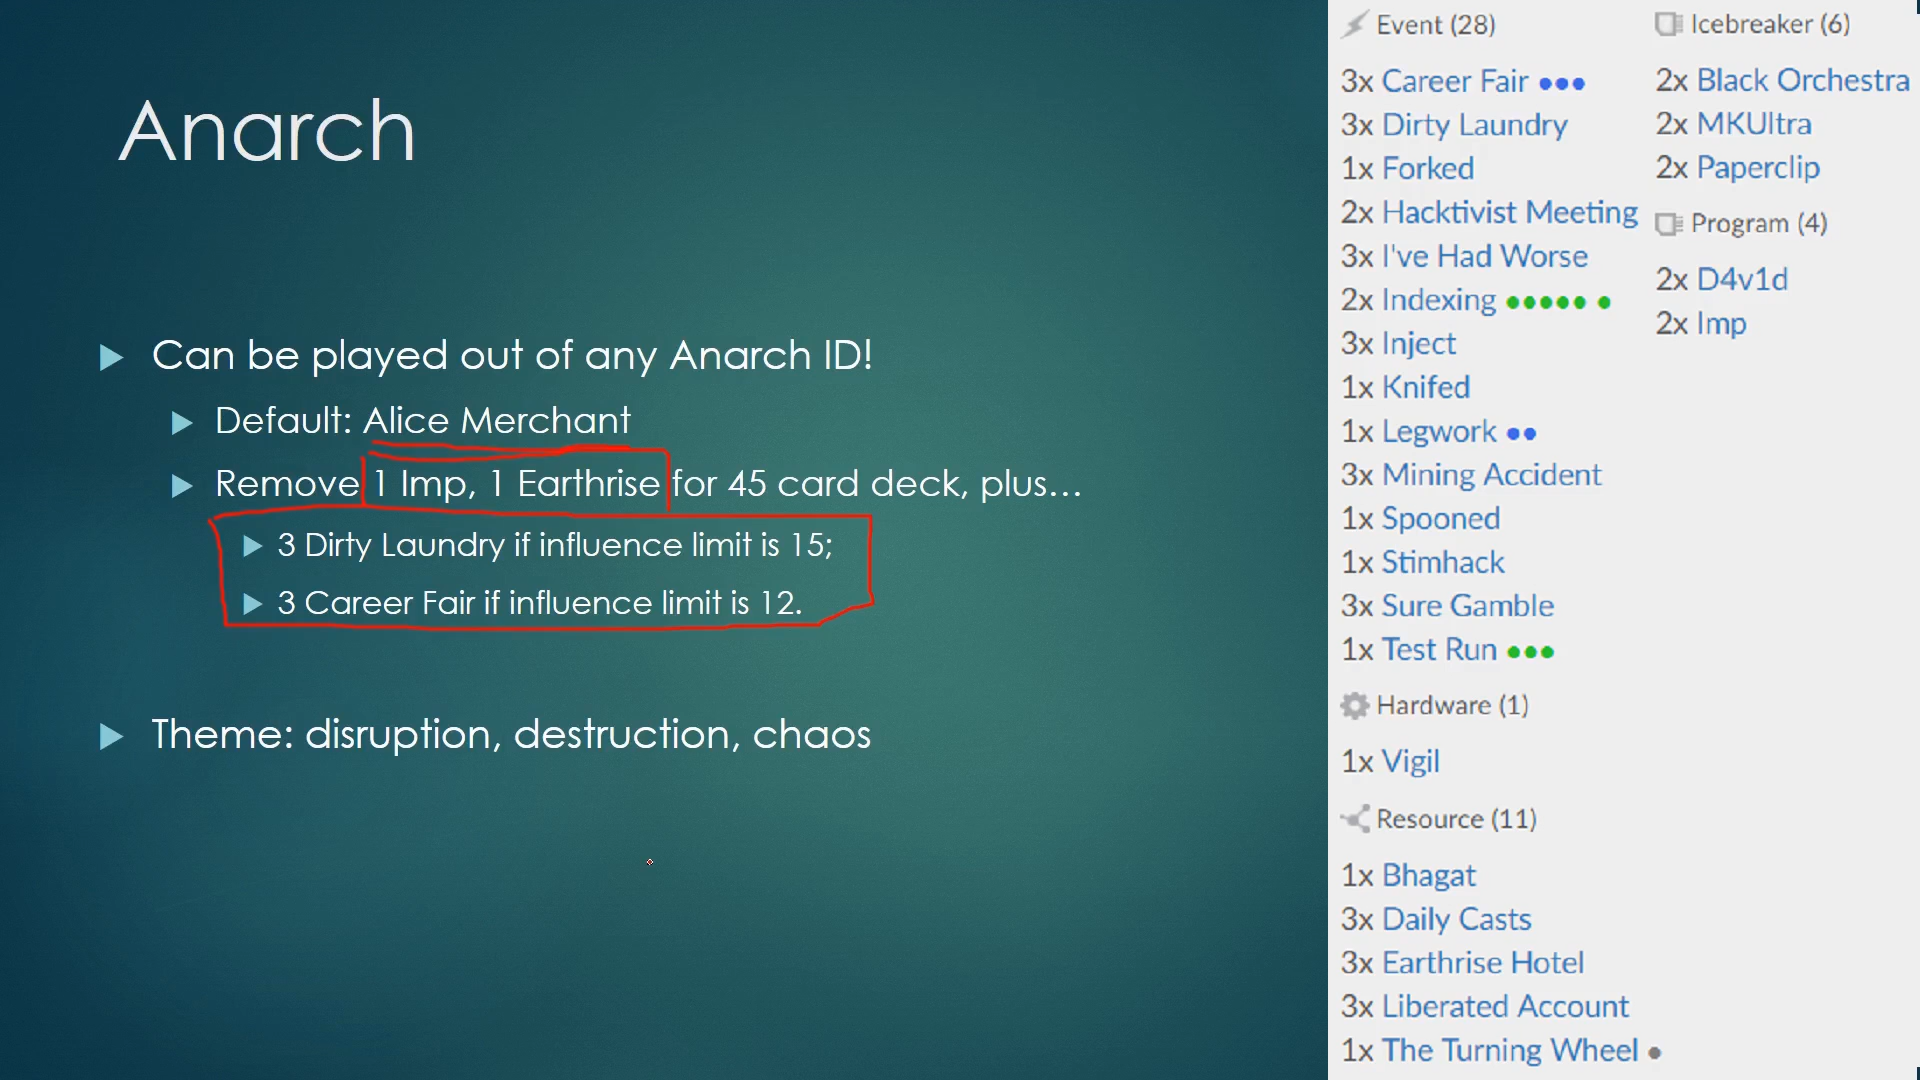 Anarch
Can be played out of any Anarch ID!
Default: Alice Merchant
Remove 1 Imp, 1 Earthrise for 45 card deck, plus…
3 Dirty Laundry if influence limit is 15;
3 Career Fair if influence limit is 12.
Theme: disruption, destruction, chaos
Event (28)
3x Career Fair ●●●
3x Dirty Laundry
1x Forked
2x Hacktivist Meeting
3x I've Had Worse
2x Indexing ●●●●● ●
3x Inject
1x Knifed
1x Legwork ●●
3x Mining Accident
1x Spooned
1x Stimhack
3x Sure Gamble
1x Test Run ●●●
Hardware (1)
1x Vigil
Resource (11)
1x Bhagat
3x Daily Casts
3x Earthrise Hotel
3x Liberated Account
1x The Turning Wheel ●
Icebreaker (6)
2x Black Orchestra
2x MKUltra
2x Paperclip
Program (4)
2x D4v1d
2x Imp